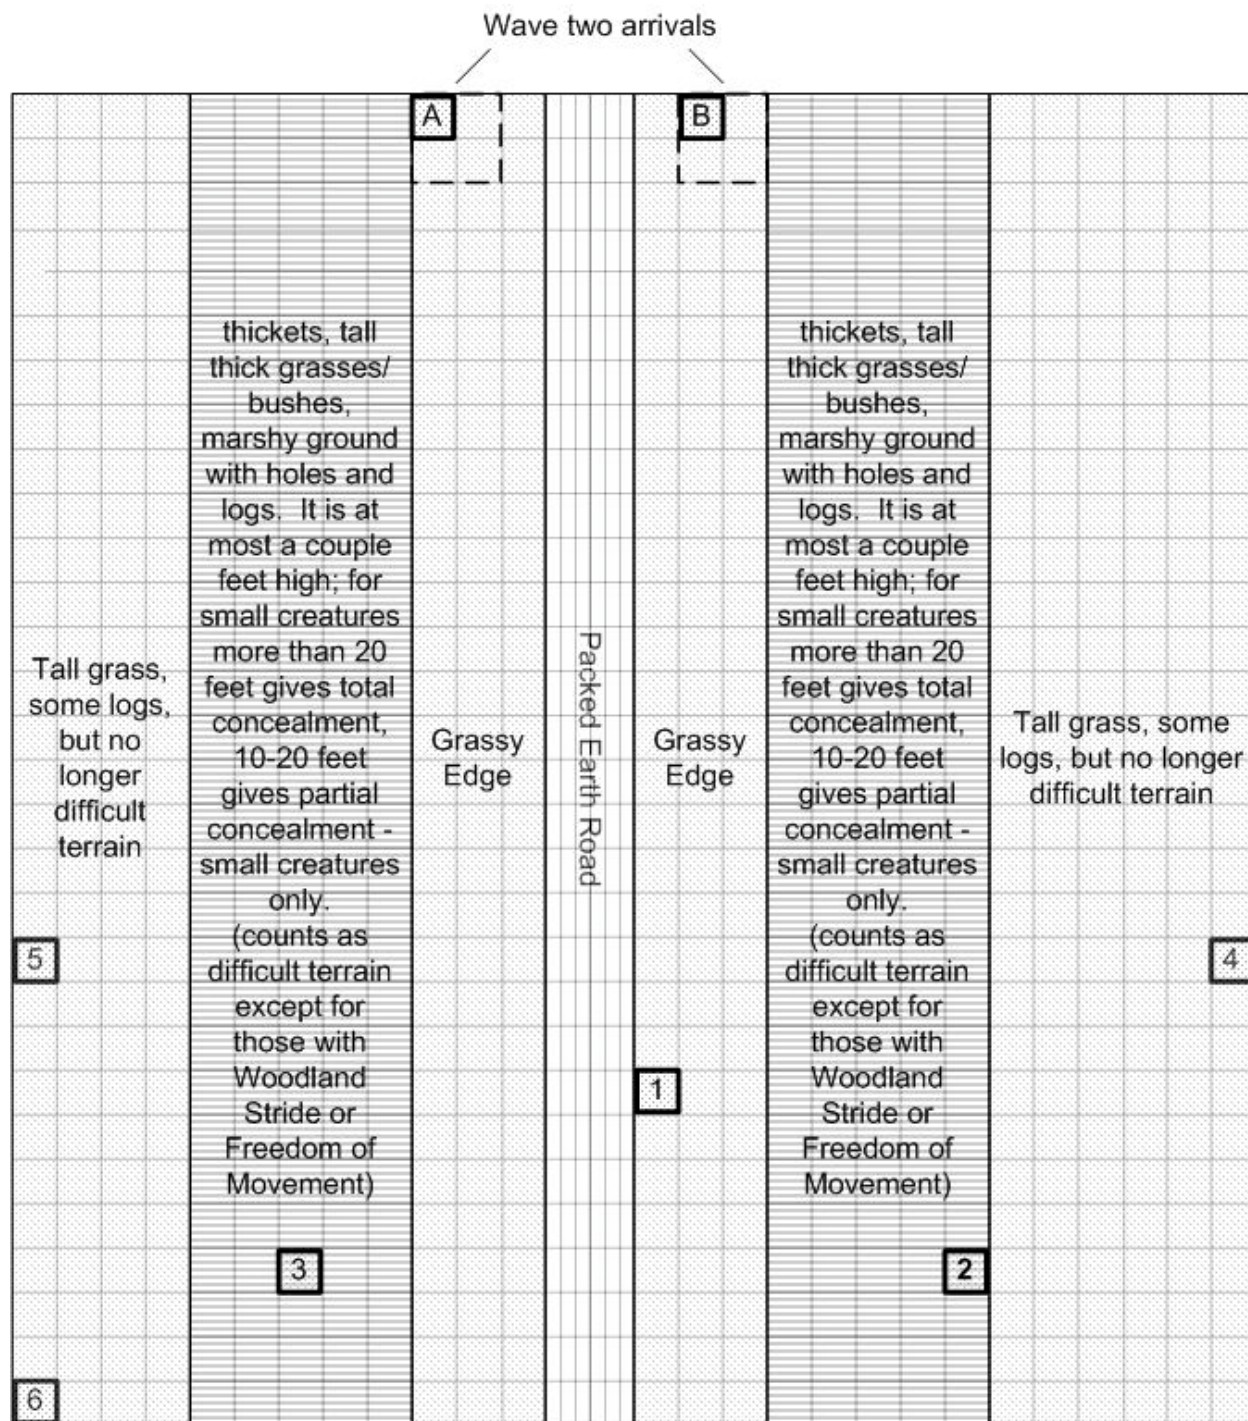 Wave two arrivals
A
B
thickets, tall
thick grasses/
bushes,
marshy ground
with holes and
logs.  It is at
most a couple
feet high; for
small creatures
more than 20
feet gives total
concealment,
10-20 feet
gives partial
concealment -
small creatures
only.
(counts as
difficult terrain
except for
those with
Woodland
Stride or
Freedom of
Movement)
thickets, tall
thick grasses/
bushes,
marshy ground
with holes and
logs.  It is at
most a couple
feet high; for
small creatures
more than 20
feet gives total
concealment,
10-20 feet
gives partial
concealment -
small creatures
only.
(counts as
difficult terrain
except for
those with
Woodland
Stride or
Freedom of
Movement)
Tall grass,
some logs,
but no
longer
difficult
terrain
Grassy
Edge
Packed Earth Road
Grassy
Edge
Tall grass, some
logs, but no longer
difficult terrain
5
4
1
3
2
6